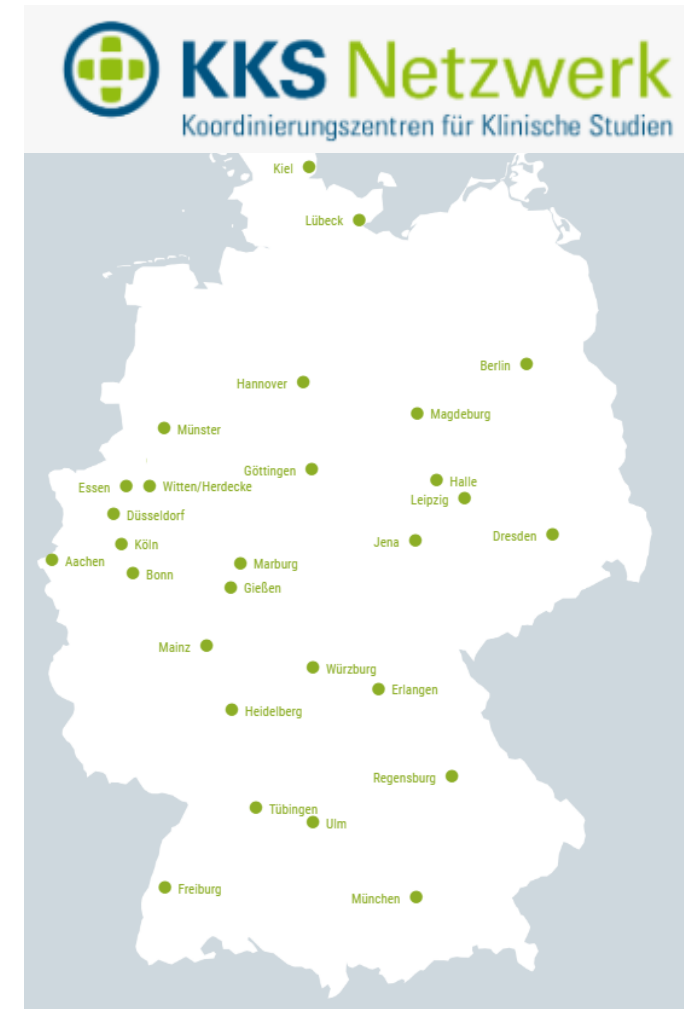 KKS Netzwerk
Koordinierungszentren für Klinische Studien
Kiel
Lübeck
Berlin
Hannover
Magdeburg
Münster
Göttingen
Halle
Essen
Witten/Herdecke
Leipzig
Düsseldorf
Dresden
Jena
Köln
Aachen
Marburg
Bonn
Gießen
Mainz
Würzburg
Erlangen
Heidelberg
Regensburg
Tübingen
Ulm
Freiburg
München